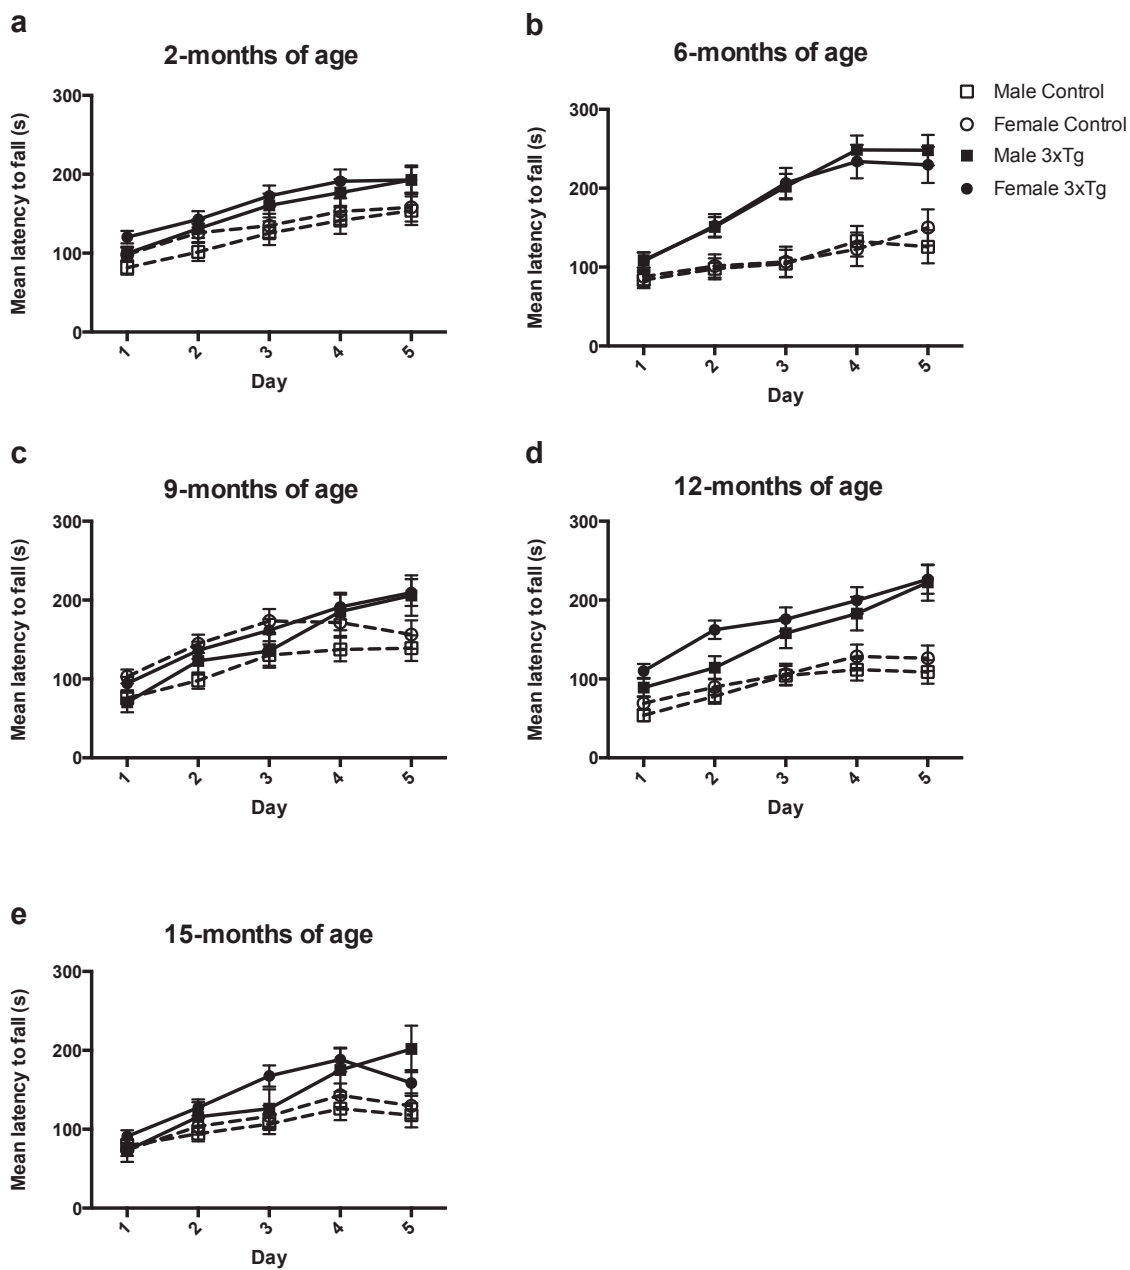 a
2-months of age
Mean latency to fall (s)
300
200
100
0
1
2
3
4
5
Day
b
6-months of age
Mean latency to fall (s)
300
200
100
0
1
2
3
4
5
Day
Male Control
Female Control
Male 3xTg
Female 3xTg
c
9-months of age
Mean latency to fall (s)
300
200
100
0
1
2
3
4
5
Day
d
12-months of age
Mean latency to fall (s)
300
200
100
0
1
2
3
4
5
Day
e
15-months of age
Mean latency to fall (s)
300
200
100
0
1
2
3
4
5
Day